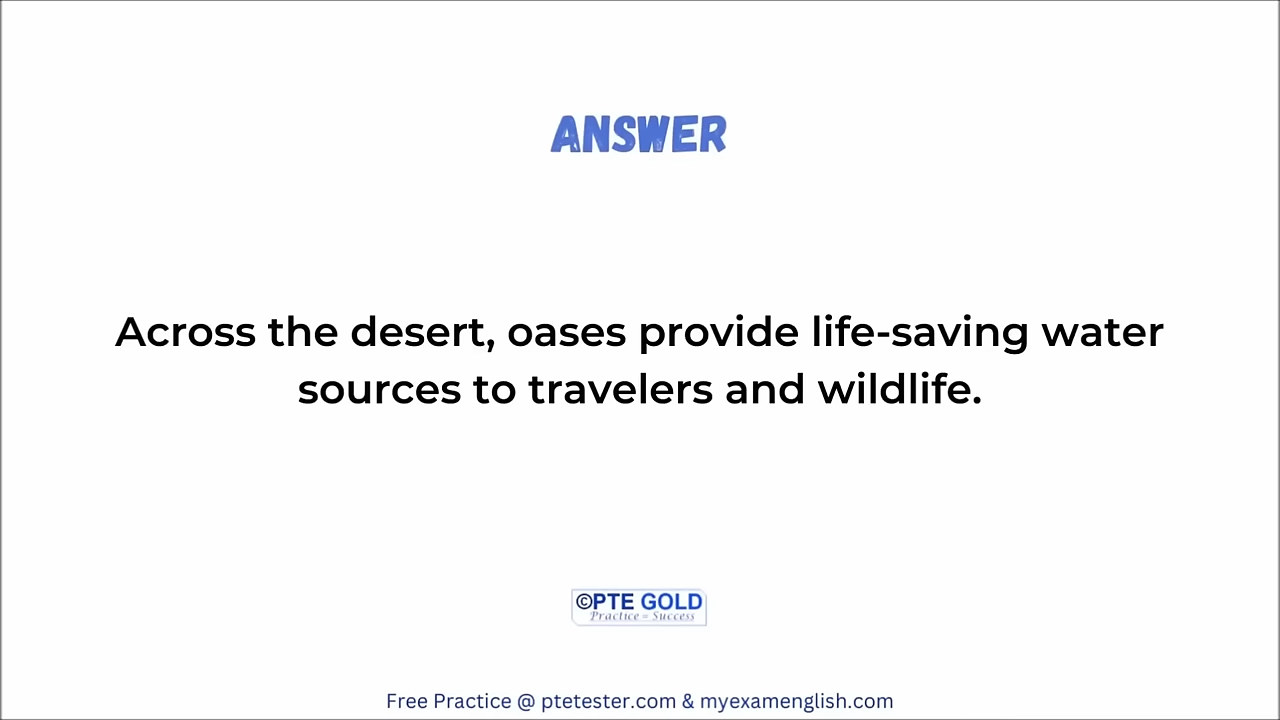 ANSWER
Across the desert, oases provide life-saving water
sources to travelers and wildlife.
©PTE GOLD
Practice = Success
Free Practice @ ptetester.com & myexamenglish.com